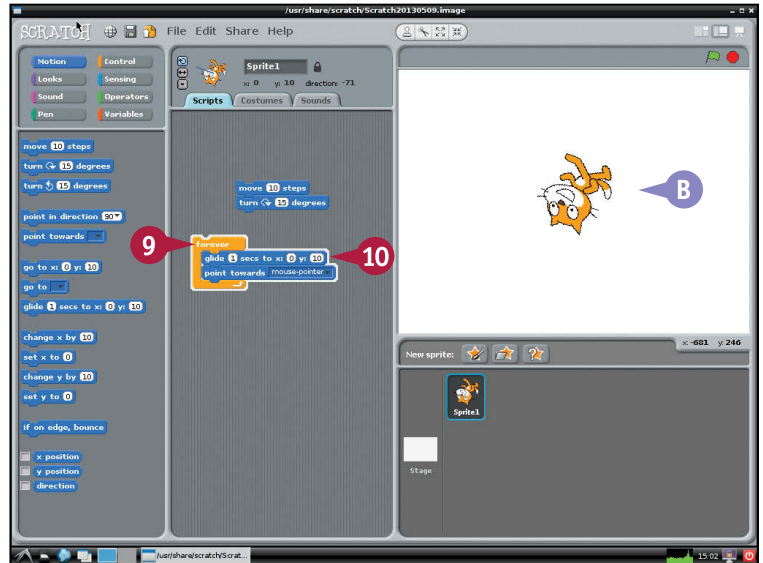 /usr/share/scratch/Scratch20130509.image
SCRATCH File Edit Share Help
Motion Control
Looks Sensing
Sound Operators
Pen Variables
move 10 steps
turn 15 degrees
turn 15 degrees
point in direction 90
point towards
go to x: 0 y: 10
go to
glide 1 secs to x: 0 y: 10
change x by 10
set x to 0
change y by 10
set y to 0
if on edge, bounce
x position
y position
direction
Sprite1
x: 0 y: 10 direction: -71
Scripts Costumes Sounds
move 10 steps
turn 15 degrees
9
forever
glide 1 secs to x: 0 y: 10
10
point towards mouse-pointer
B
x: -681 y: 246
New sprite:
Sprite1
Stage
/usr/share/scratch/Scrat...
15:02